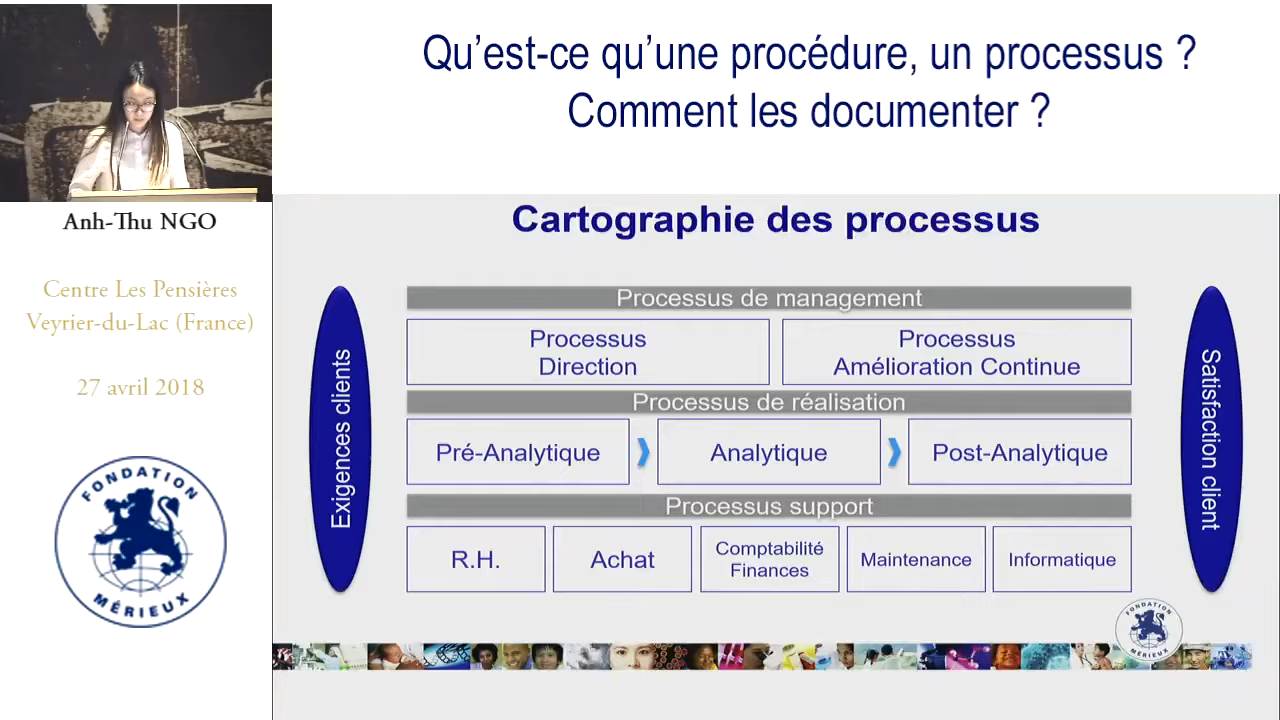 Qu'est-ce qu'une procédure, un processus ?
Comment les documenter ?
Anh-Thu NGO
Centre Les Pensières
Veyrier-du-Lac (France)
27 avril 2018
FONDATION
MÉRIEUX
Cartographie des processus
Exigences clients
Processus de management
Processus
Direction
Processus
Amélioration Continue
Processus de réalisation
Pré-Analytique
Analytique
Post-Analytique
Processus support
R.H.
Achat
Comptabilité
Finances
Maintenance
Informatique
Satisfaction client
FONDATION
MÉRIEUX